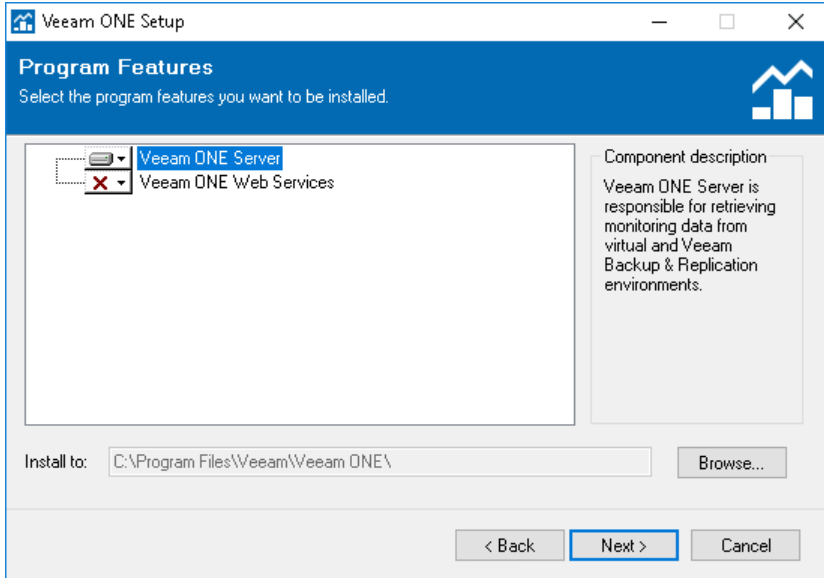 Veeam ONE Setup
Program Features
Select the program features you want to be installed.
Veeam ONE Server
Veeam ONE Web Services
Component description
Veeam ONE Server is
responsible for retrieving
monitoring data from
virtual and Veeam
Backup & Replication
environments.
Install to:
C:\Program Files\Veeam\Veeam ONE\
Browse...
< Back
Next >
Cancel